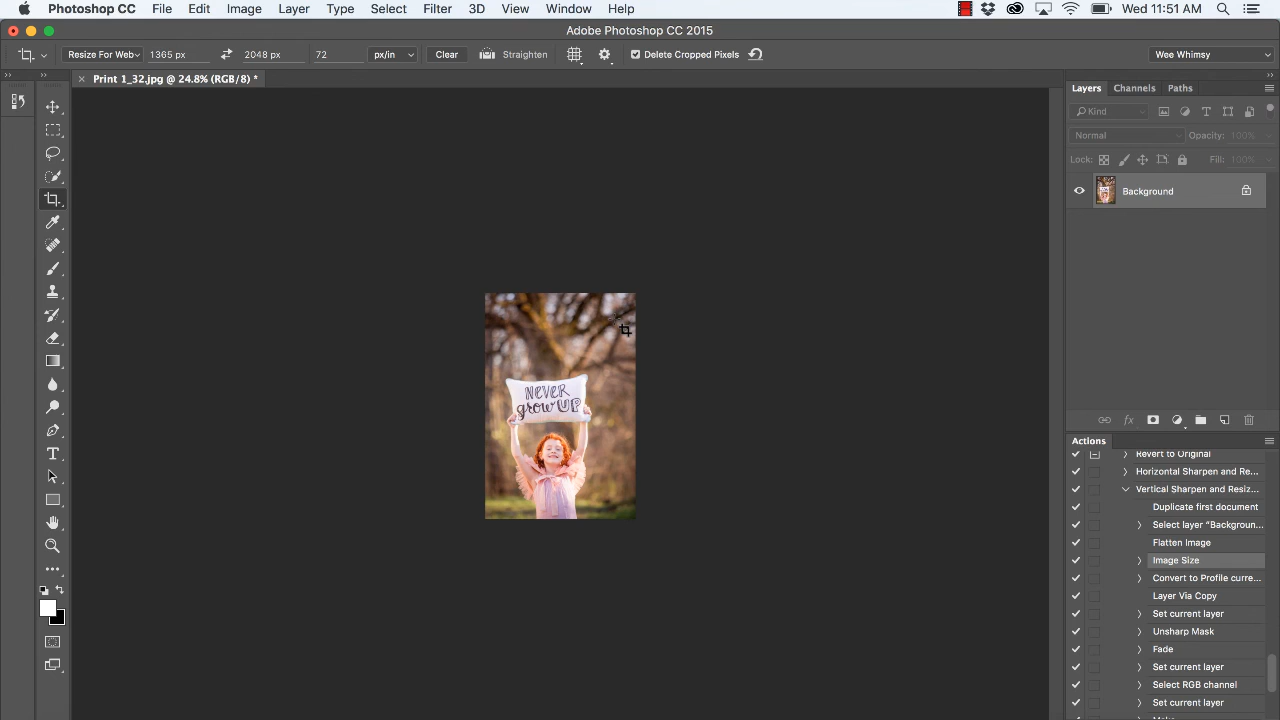 Photoshop CC File Edit Image Layer Type Select Filter 3D View Window Help Wed 11:51 AM
Adobe Photoshop CC 2015
Resize For Web 1365 px 2048 px 72 px/in Clear Straighten Delete Cropped Pixels Wee Whimsy
Print 1_32.jpg @ 24.8% (RGB/8) *
Layers Channels Paths
Kind
Normal Opacity: 100%
Lock: Fill: 100%
Background
NEVER
grow UP
Actions
Revert to Original
Horizontal Sharpen and Re...
Vertical Sharpen and Resiz...
Duplicate first document
Select layer “Backgroun...
Flatten Image
Image Size
Convert to Profile curre...
Layer Via Copy
Set current layer
Unsharp Mask
Fade
Set current layer
Select RGB channel
Set current layer